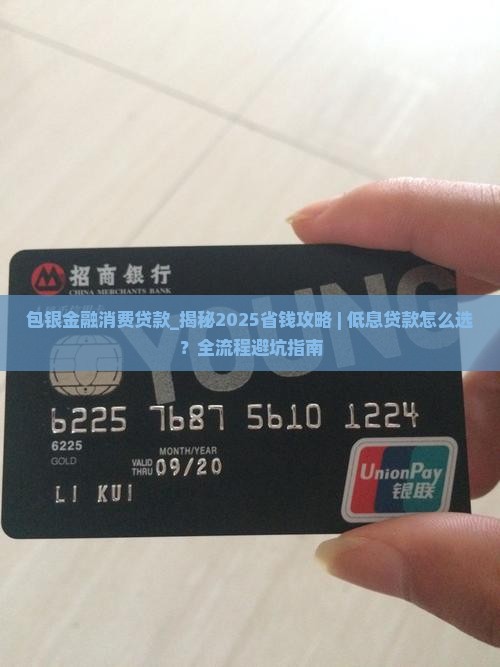 招商銀行
CHINA MERCHANTS BANK
YOUNG
包银金融消费贷款_揭秘2025省钱攻略 | 低息贷款怎么选
？全流程避坑指南
6225 7687 5610 1224
6225
GOLD
MONTH/YEAR
VALID THRU 09/20
LI KUI
UnionPay
银联